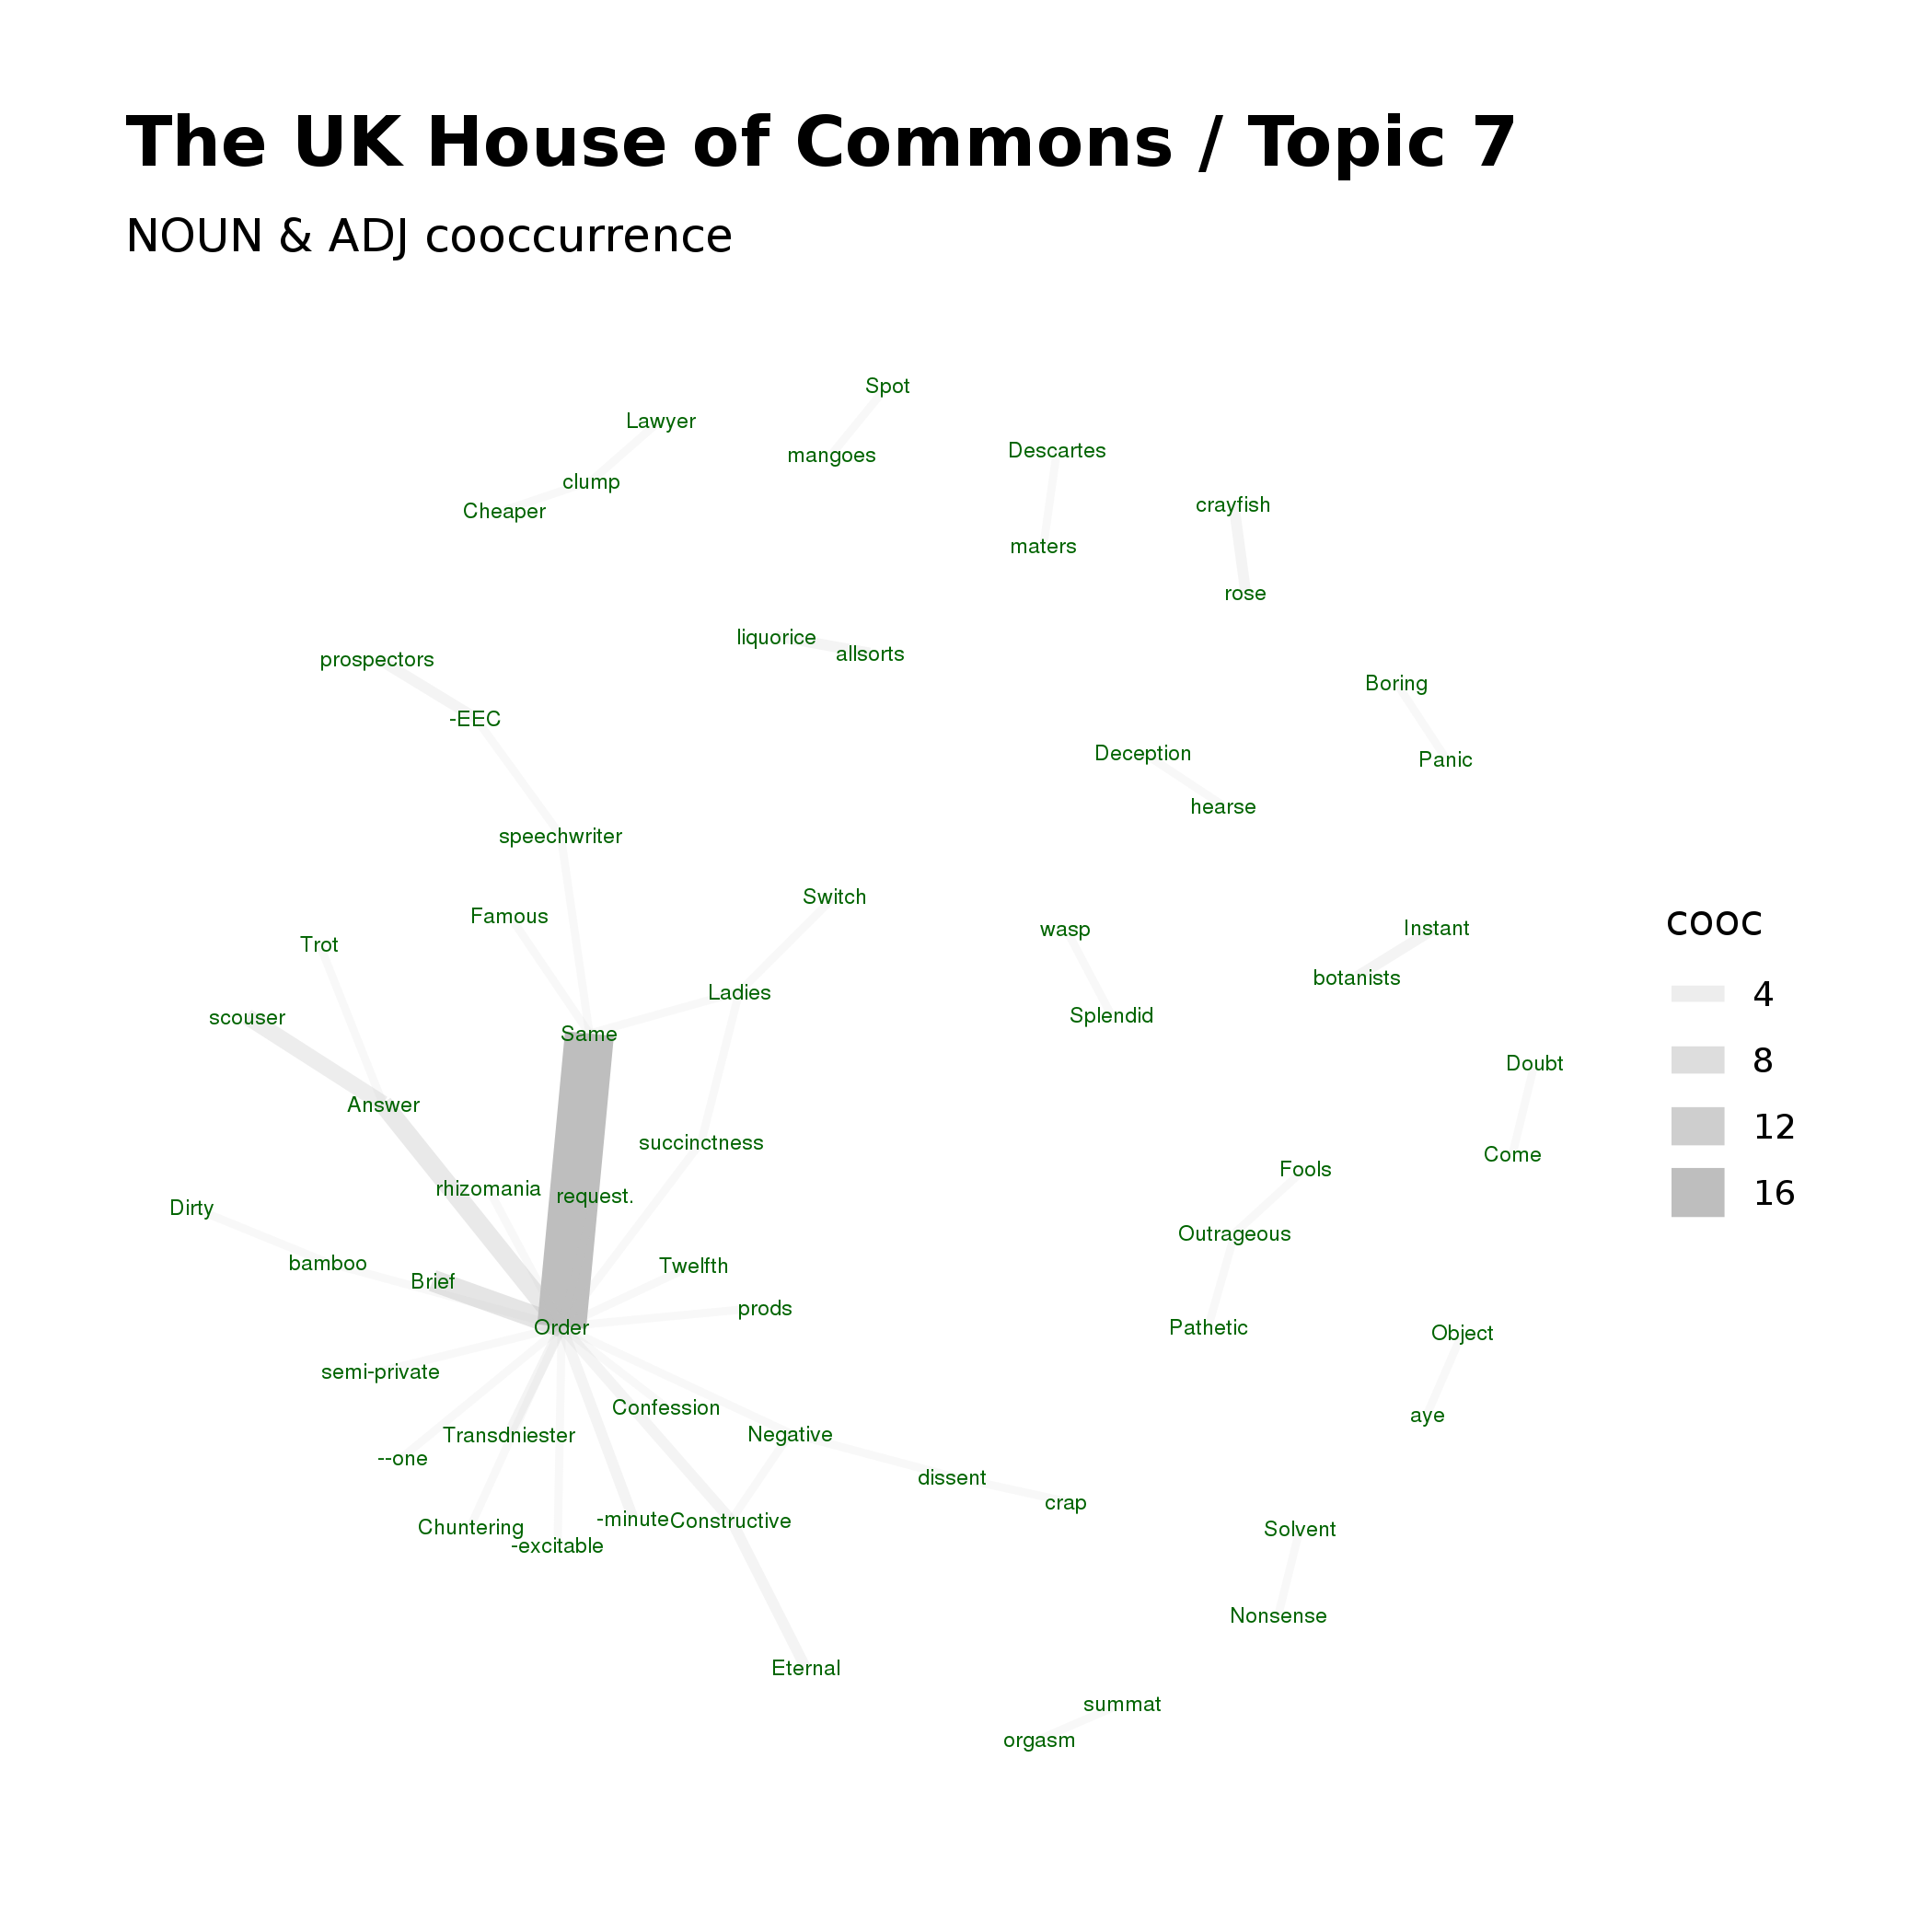 The UK House of Commons / Topic 7
NOUN & ADJ cooccurrence
Spot
Lawyer
mangoes
Descartes
clump
Cheaper
crayfish
maters
rose
liquorice
allsorts
prospectors
Boring
-EEC
Deception
Panic
hearse
speechwriter
Switch
Famous
cooc
Trot
wasp
Instant
botanists
Ladies
4
scouser
Splendid
Same
8
Doubt
Answer
12
succinctness
Come
Fools
rhizomania
request.
16
Dirty
Outrageous
bamboo
Twelfth
Brief
prods
Order
Pathetic
Object
semi-private
Confession
aye
Transdniester
Negative
--one
dissent
crap
-minute
Constructive
Chuntering
Solvent
-excitable
Nonsense
Eternal
summat
orgasm